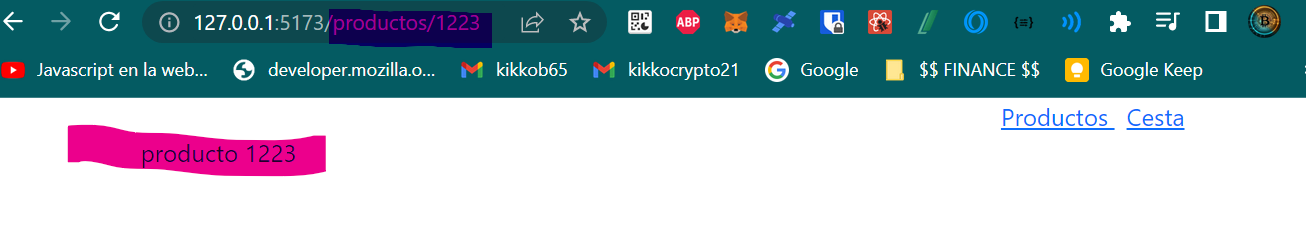 127.0.0.1:5173/productos/1223
ABP
Javascript en la web... developer.mozilla.o... kikkob65 kikkocrypto21 Google $$ FINANCE $$ Google Keep
Productos Cesta
producto 1223